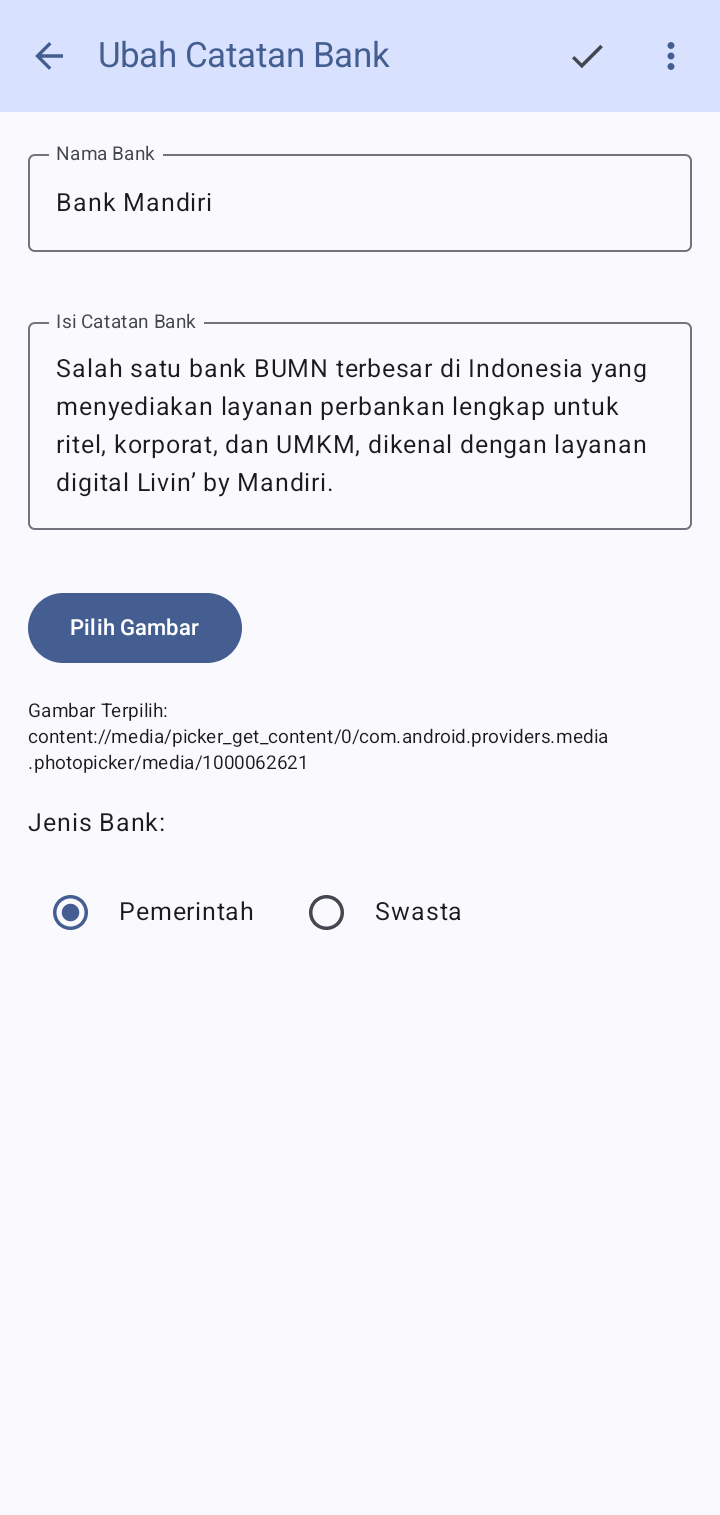 Ubah Catatan Bank
Nama Bank
Bank Mandiri
Isi Catatan Bank
Salah satu bank BUMN terbesar di Indonesia yang
menyediakan layanan perbankan lengkap untuk
ritel, korporat, dan UMKM, dikenal dengan layanan
digital Livin’ by Mandiri.
Pilih Gambar
Gambar Terpilih:
content://media/picker_get_content/0/com.android.providers.media
.photopicker/media/1000062621
Jenis Bank:
Pemerintah Swasta